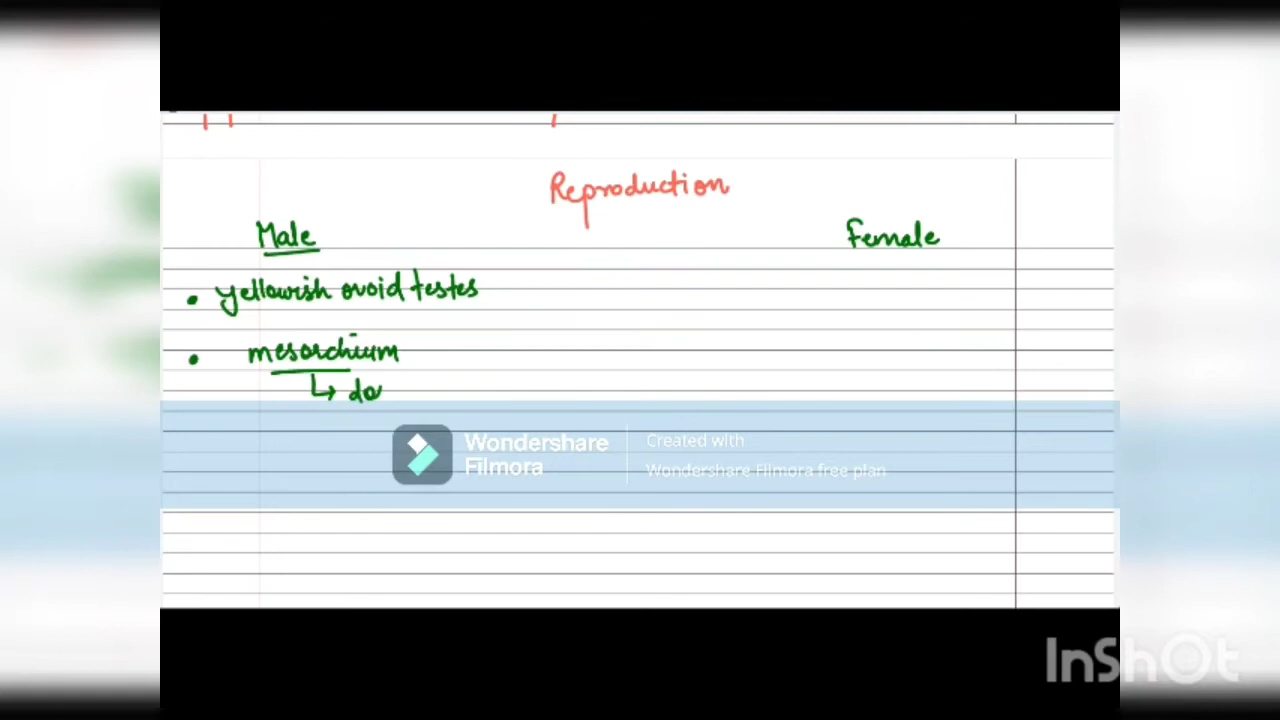 Reproduction
Male
Female
• yellowish ovoid testes
• mesorchium
↳ do
Wondershare
Filmora
Created with
Wondershare Filmora free plan
InShOt